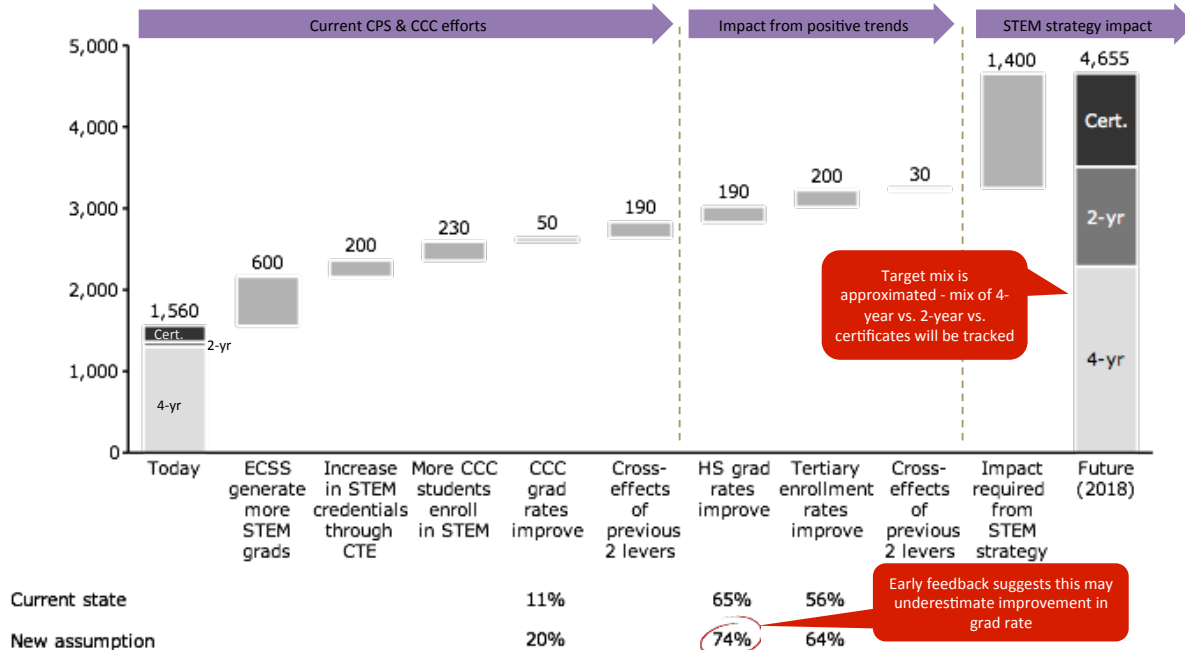 Current CPS & CCC efforts
Impact from positive trends
STEM strategy impact
5,000
4,000
3,000
2,000
1,000
0
1,560
600
200
230
50
190
190
200
30
1,400
4,655
Cert.
2-yr
4-yr
Cert.
2-yr
4-yr
Target mix is
approximated - mix of 4-
year vs. 2-year vs.
certificates will be tracked
Today
ECSS
generate
more
STEM
grads
Increase
in STEM
credentials
through
CTE
More CCC
students
enroll
in STEM
CCC
grad
rates
improve
Cross-
effects
of
previous
2 levers
HS grad
rates
improve
Tertiary
enrollment
rates
improve
Cross-
effects
of
previous
2 levers
Impact
required
from
STEM
strategy
Future
(2018)
Current state
11%
65%
56%
New assumption
20%
74%
64%
Early feedback suggests this may
underestimate improvement in
grad rate